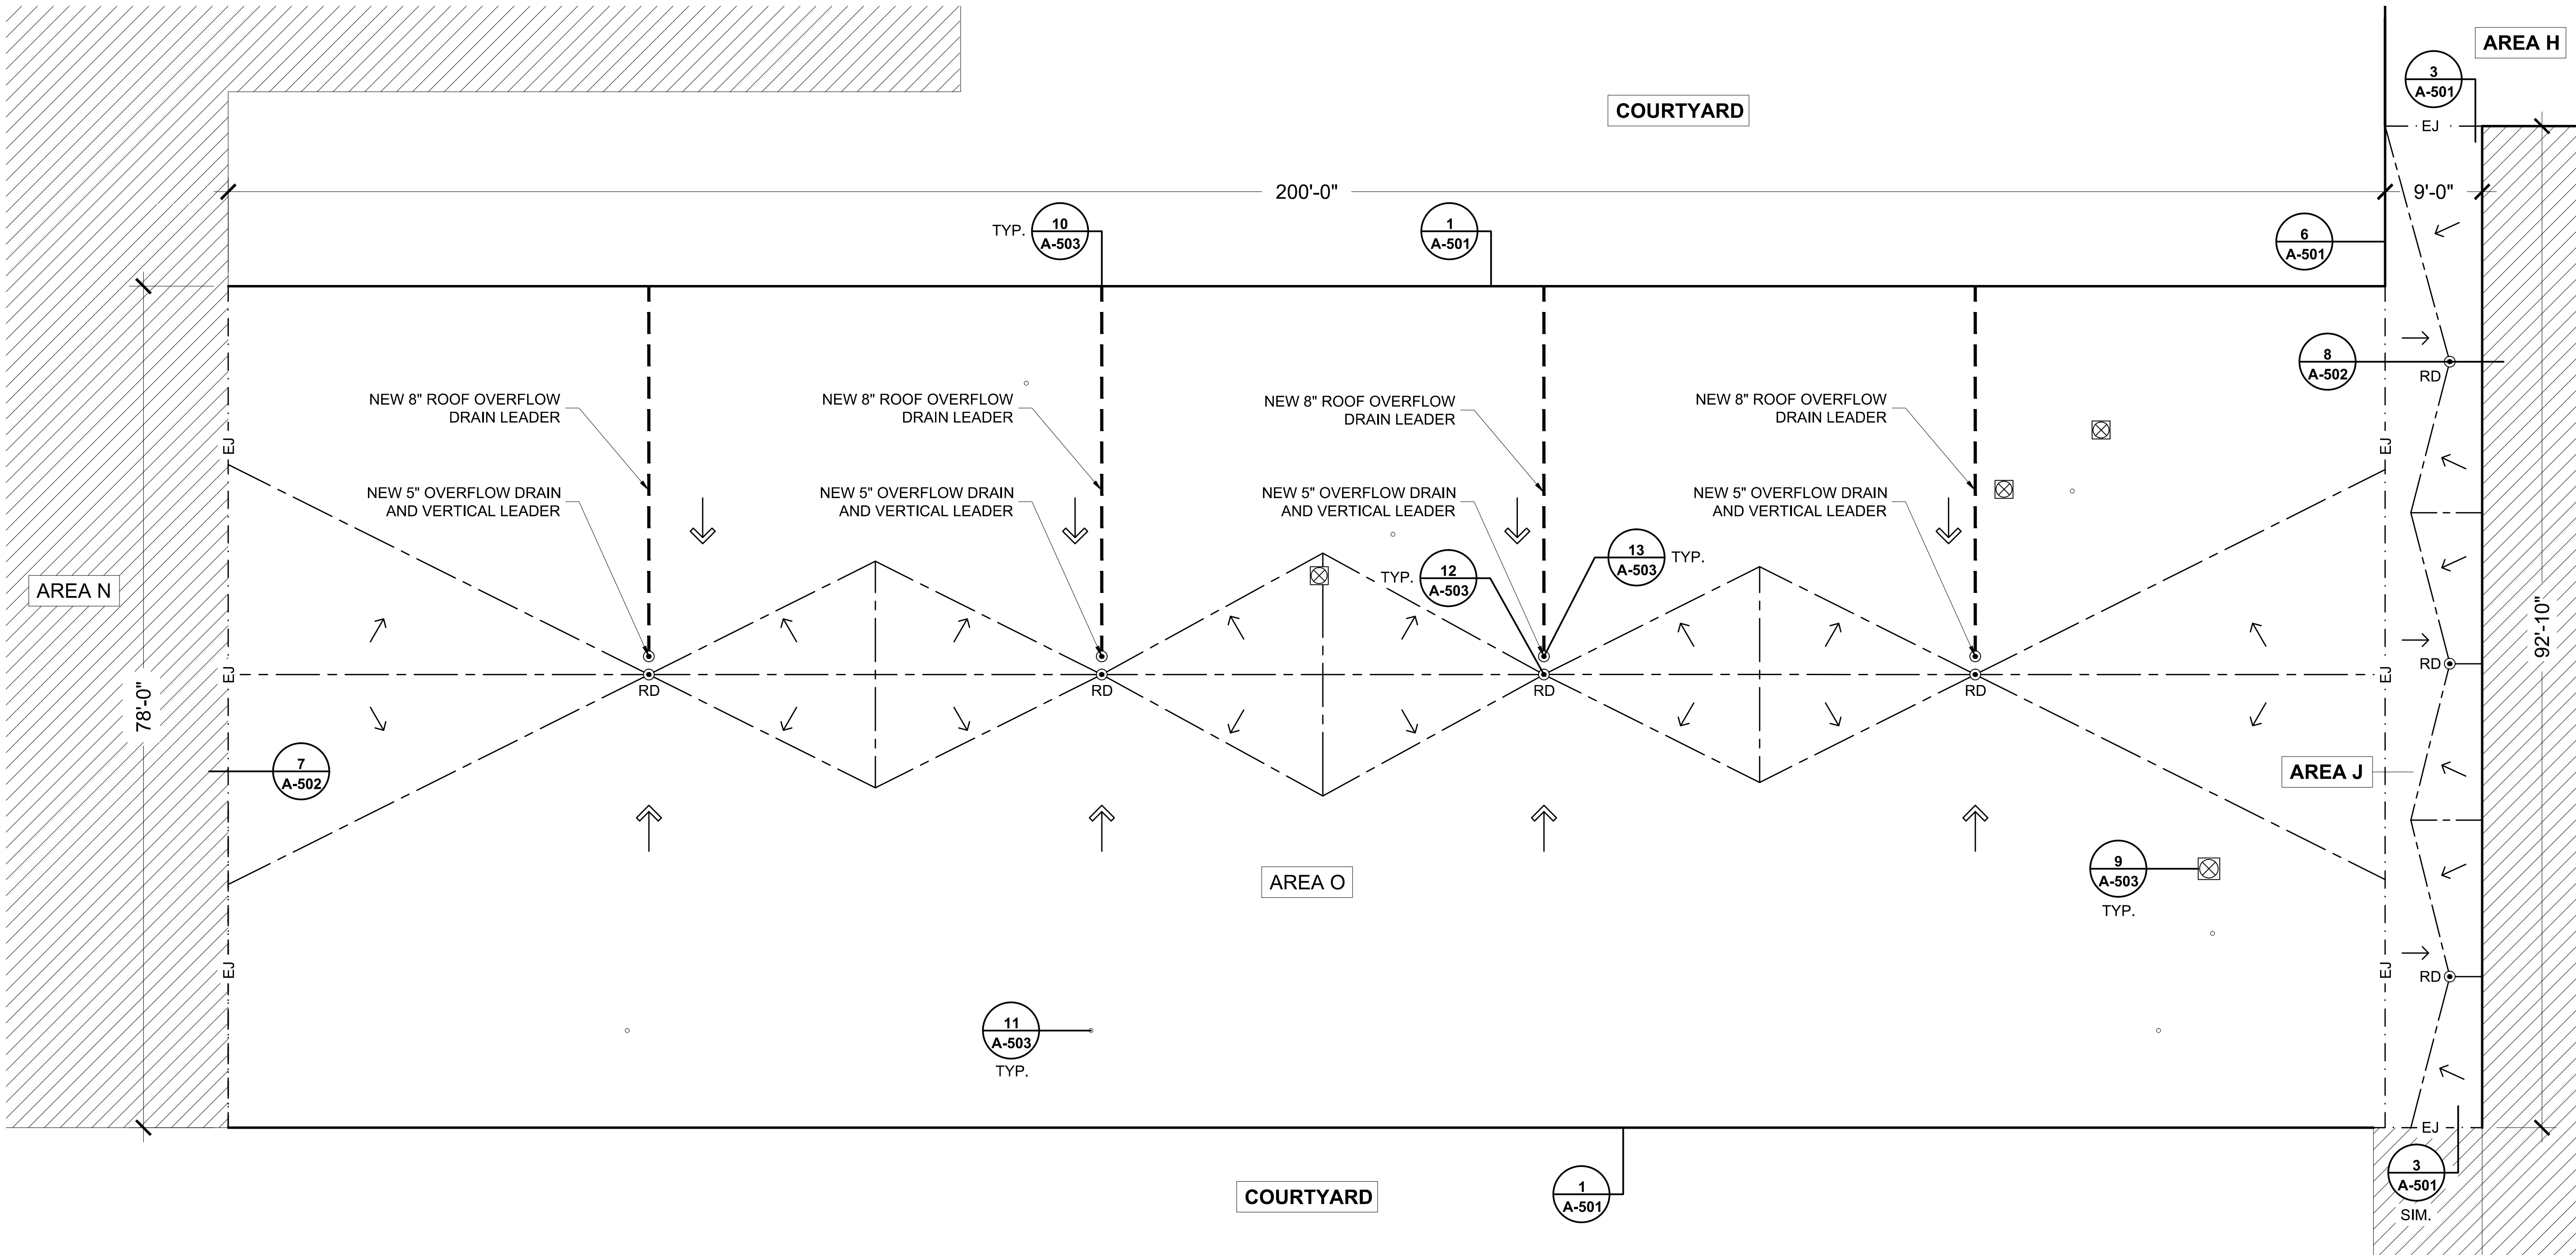 AREA H
3
A-501
COURTYARD
EJ
200'-0"
9'-0"
TYP.
10
A-503
1
A-501
6
A-501
8
A-502
RD
NEW 8" ROOF OVERFLOW
DRAIN LEADER
NEW 8" ROOF OVERFLOW
DRAIN LEADER
NEW 8" ROOF OVERFLOW
DRAIN LEADER
NEW 8" ROOF OVERFLOW
DRAIN LEADER
EJ
EJ
NEW 5" OVERFLOW DRAIN
AND VERTICAL LEADER
NEW 5" OVERFLOW DRAIN
AND VERTICAL LEADER
NEW 5" OVERFLOW DRAIN
AND VERTICAL LEADER
NEW 5" OVERFLOW DRAIN
AND VERTICAL LEADER
13
A-503
TYP.
TYP.
12
A-503
AREA N
92'-10"
EJ
EJ
RD
RD
RD
RD
RD
78'-0"
7
A-502
AREA J
9
A-503
TYP.
AREA O
EJ
EJ
RD
11
A-503
TYP.
EJ
3
A-501
SIM.
COURTYARD
1
A-501